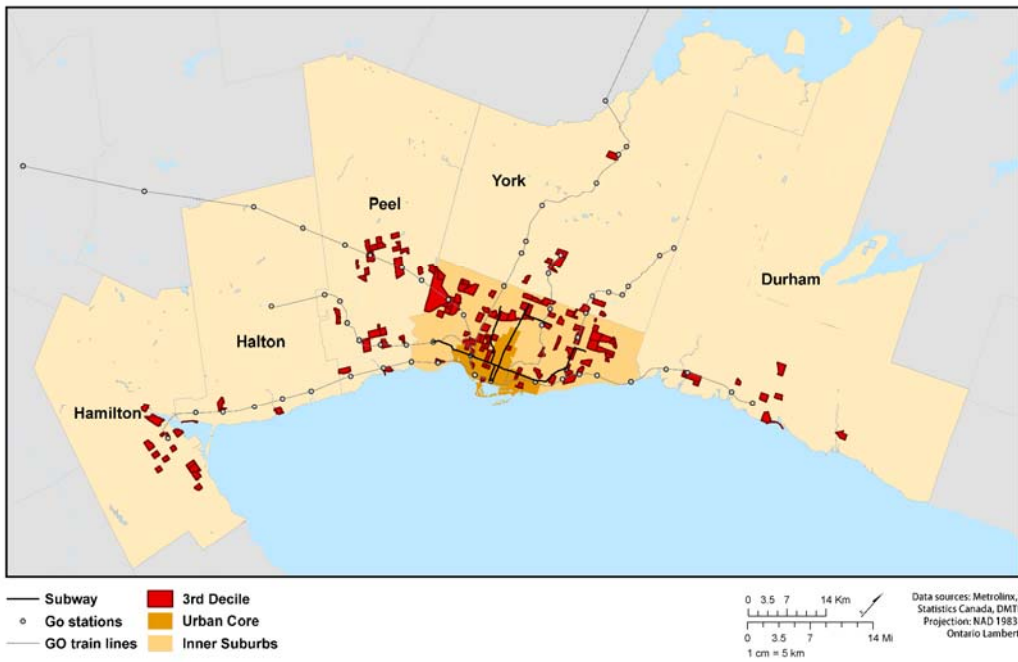 York
Peel
Durham
Halton
Hamilton
Subway
Go stations
GO train lines
3rd Decile
Urban Core
Inner Suburbs
0 3.5 7 14 Km
0 3.5 7 14 Mi
1 cm = 5 km
Data sources: Metrolinx,
Statistics Canada, DMT
Projection: NAD 1983
Ontario Lambert